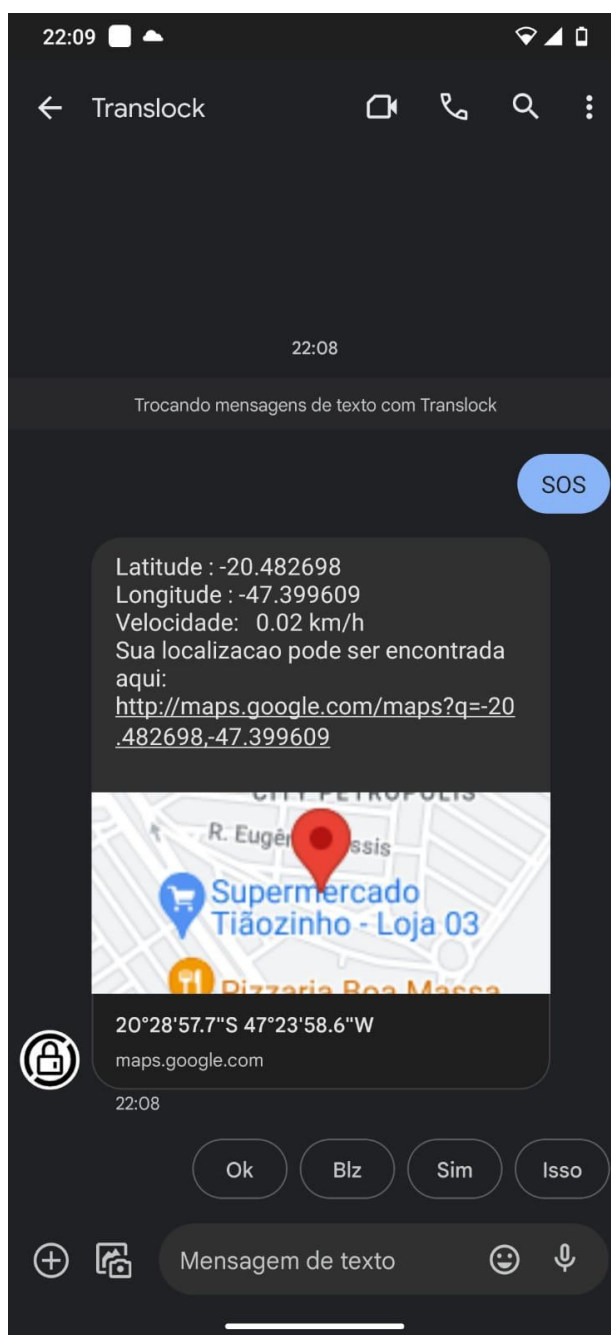 22:09
Translock
22:08
Trocando mensagens de texto com Translock
SOS
Latitude : -20.482698
Longitude : -47.399609
Velocidade: 0.02 km/h
Sua localizacao pode ser encontrada
aqui:
http://maps.google.com/maps?q=-20
.482698,-47.399609
R.
Supermercado
Tiãozinho - Loja 03
Pizzaria Boa Massa
20°28'57.7"S 47°23'58.6"W
maps.google.com
22:08
Ok
Blz
Sim
Isso
Mensagem de texto